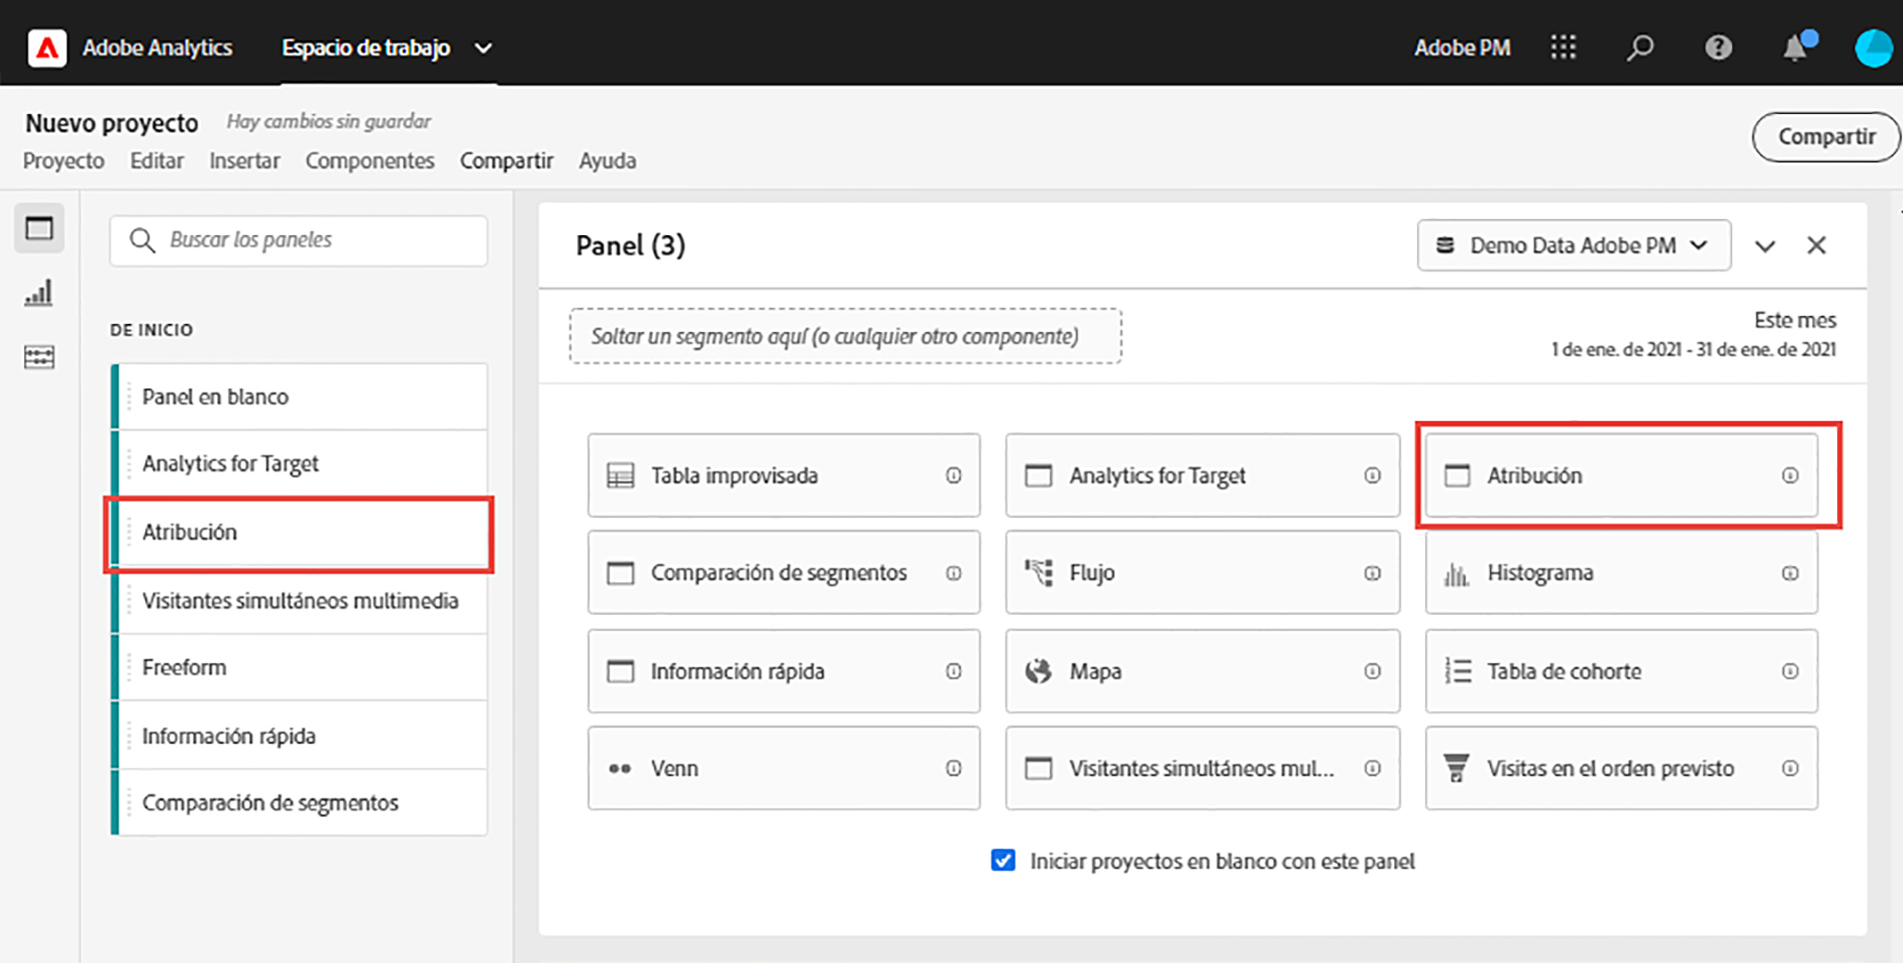 Adobe Analytics
Espacio de trabajo
Adobe PM
Nuevo proyecto
Hay cambios sin guardar
Compartir
Proyecto
Editar
Insertar
Componentes
Compartir
Ayuda
Buscar los paneles
DE INICIO
Panel en blanco
Analytics for Target
Atribución
Visitantes simultáneos multimedia
Freeform
Información rápida
Comparación de segmentos
Panel (3)
Demo Data Adobe PM
Soltar un segmento aquí (o cualquier otro componente)
Este mes
1 de ene. de 2021 - 31 de ene. de 2021
Tabla improvisada
Analytics for Target
Atribución
Comparación de segmentos
Flujo
Histograma
Información rápida
Mapa
Tabla de cohorte
Venn
Visitantes simultáneos mul...
Visitas en el orden previsto
Iniciar proyectos en blanco con este panel